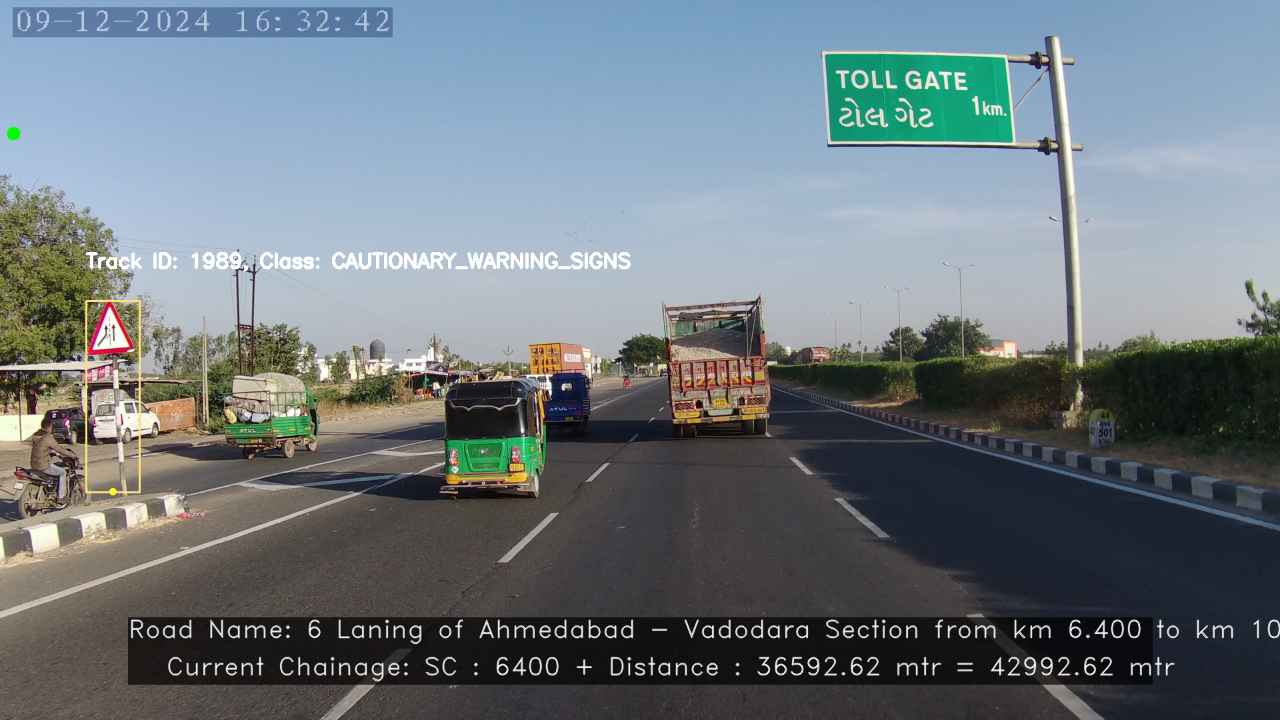 09-12-2024 16:32:42
TOLL GATE
ટોલ ગેટ
1km.
Track ID: 1989, Class: CAUTIONARY_WARNING_SIGNS
501
Road Name: 6 Laning of Ahmedabad - Vadodara Section from km 6.400 to km 10
Current Chainage: SC : 6400 + Distance : 36592.62 mtr = 42992.62 mtr